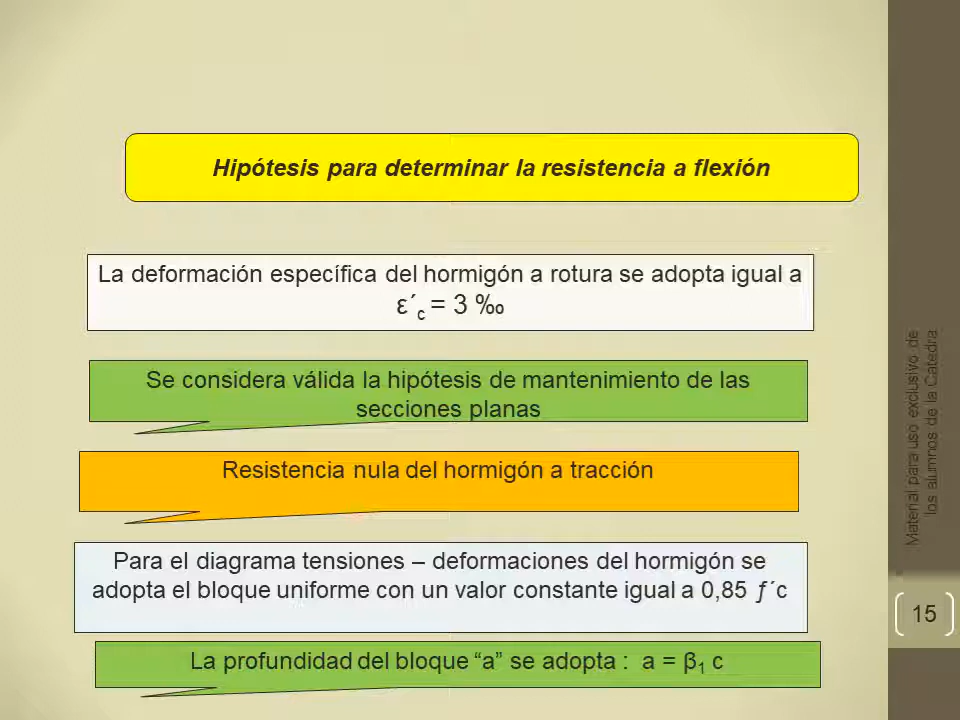 Hipótesis para determinar la resistencia a flexión
La deformación específica del hormigón a rotura se adopta igual a
ε´c = 3 ‰
Se considera válida la hipótesis de mantenimiento de las
secciones planas
Resistencia nula del hormigón a tracción
Para el diagrama tensiones – deformaciones del hormigón se
adopta el bloque uniforme con un valor constante igual a 0,85 ƒ´c
La profundidad del bloque “a” se adopta : a = β₁ c
Material para uso exclusivo de
los alumnos de la Catedra
15